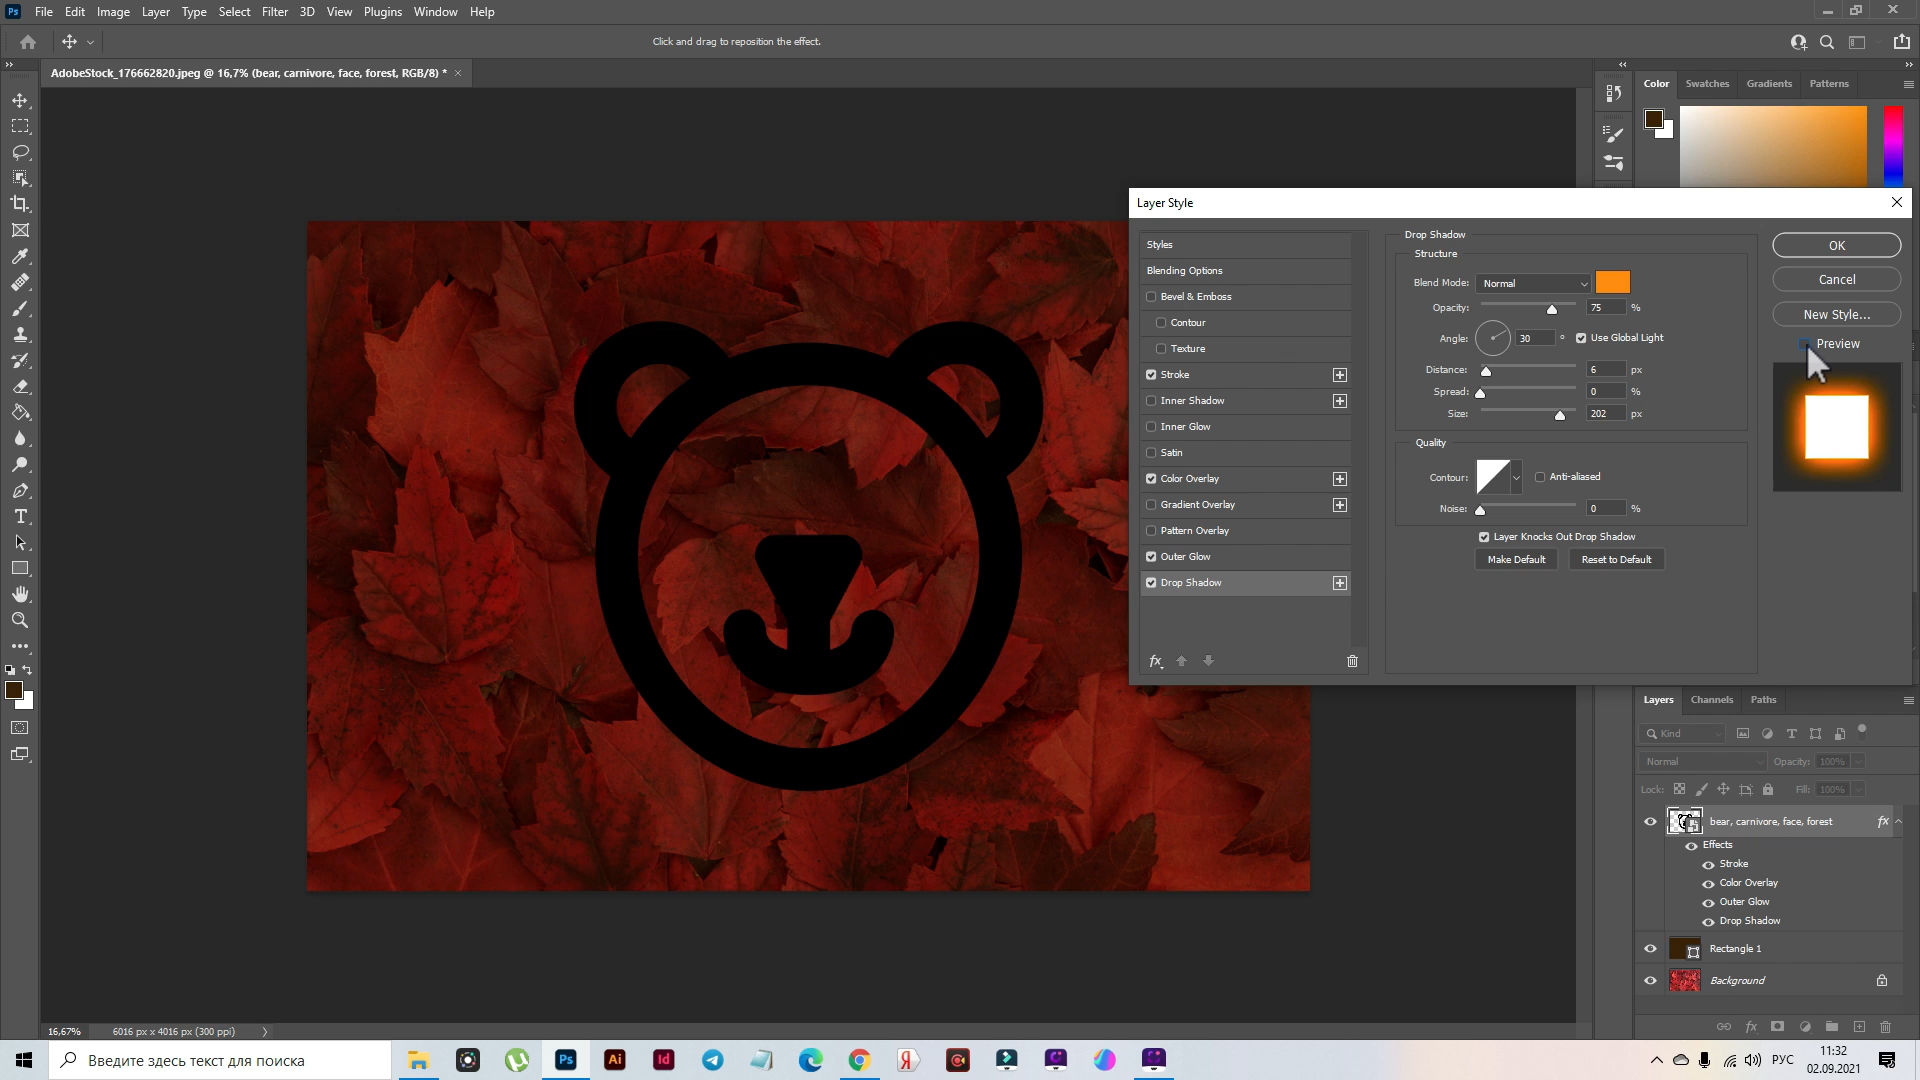 Ps File Edit Image Layer Type Select Filter 3D View Plugins Window Help
Click and drag to reposition the effect.
AdobeStock_176662820.jpeg @ 16,7% (bear, carnivore, face, forest, RGB/8) *
Color Swatches Gradients Patterns
Layer Style
Styles
Blending Options
Bevel & Emboss
Contour
Texture
Stroke
Inner Shadow
Inner Glow
Satin
Color Overlay
Gradient Overlay
Pattern Overlay
Outer Glow
Drop Shadow
fx
Drop Shadow
Structure
Blend Mode: Normal
Opacity: 75 %
Angle: 30 ° Use Global Light
Distance: 6 px
Spread: 0 %
Size: 202 px
Quality
Contour: Anti-aliased
Noise: 0 %
Layer Knocks Out Drop Shadow
Make Default Reset to Default
OK
Cancel
New Style...
Preview
Layers Channels Paths
Kind
Normal Opacity: 100%
Lock: Fill: 100%
bear, carnivore, face, forest fx
Effects
Stroke
Color Overlay
Outer Glow
Drop Shadow
Rectangle 1
Background
fx
16,67% 6016 px x 4016 px (300 ppi)
Введите здесь текст для поиска
Ps Ai Id Я
РУС
11:32
02.09.2021